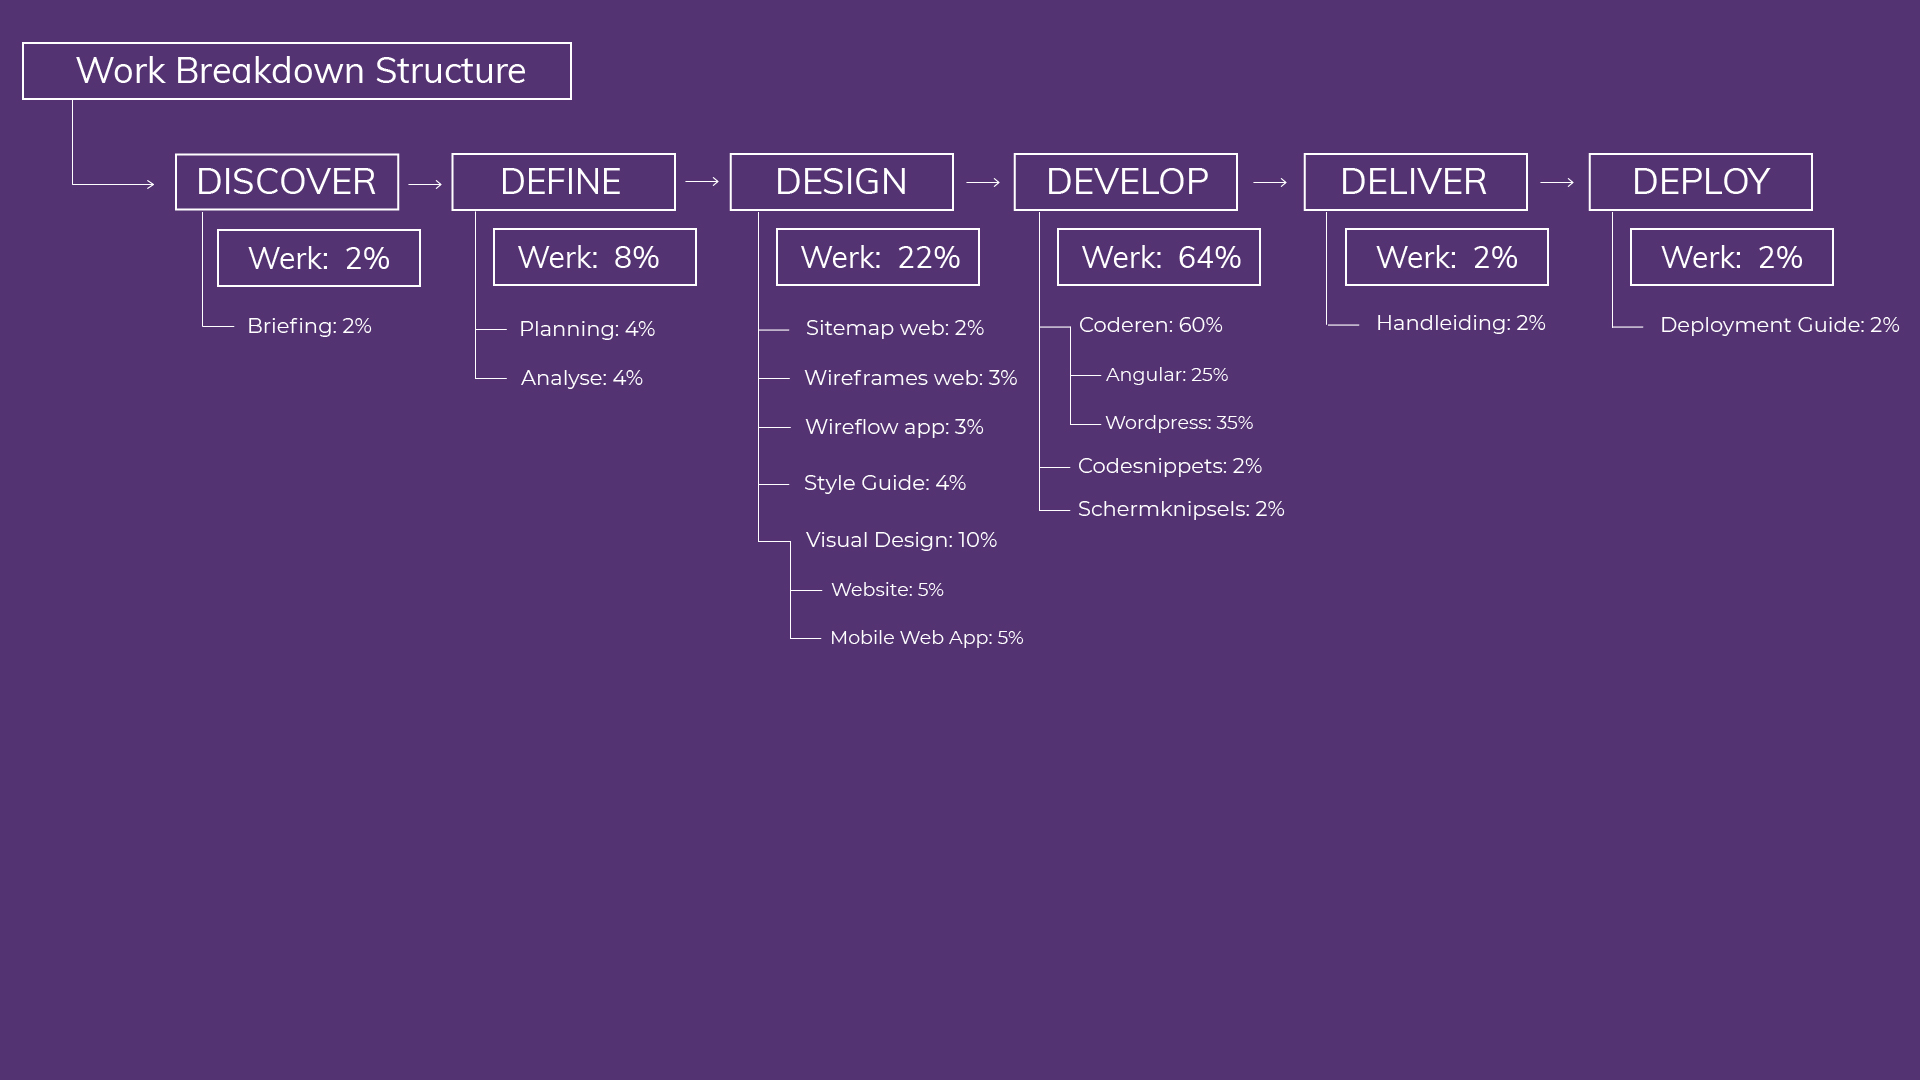 Work Breakdown Structure
DISCOVER
Werk: 2%
Briefing: 2%
DEFINE
Werk: 8%
Planning: 4%
Analyse: 4%
DESIGN
Werk: 22%
Sitemap web: 2%
Wireframes web: 3%
Wireflow app: 3%
Style Guide: 4%
Visual Design: 10%
Website: 5%
Mobile Web App: 5%
DEVELOP
Werk: 64%
Coderen: 60%
Angular: 25%
Wordpress: 35%
Codesnippets: 2%
Schermknipsels: 2%
DELIVER
Werk: 2%
Handleiding: 2%
DEPLOY
Werk: 2%
Deployment Guide: 2%